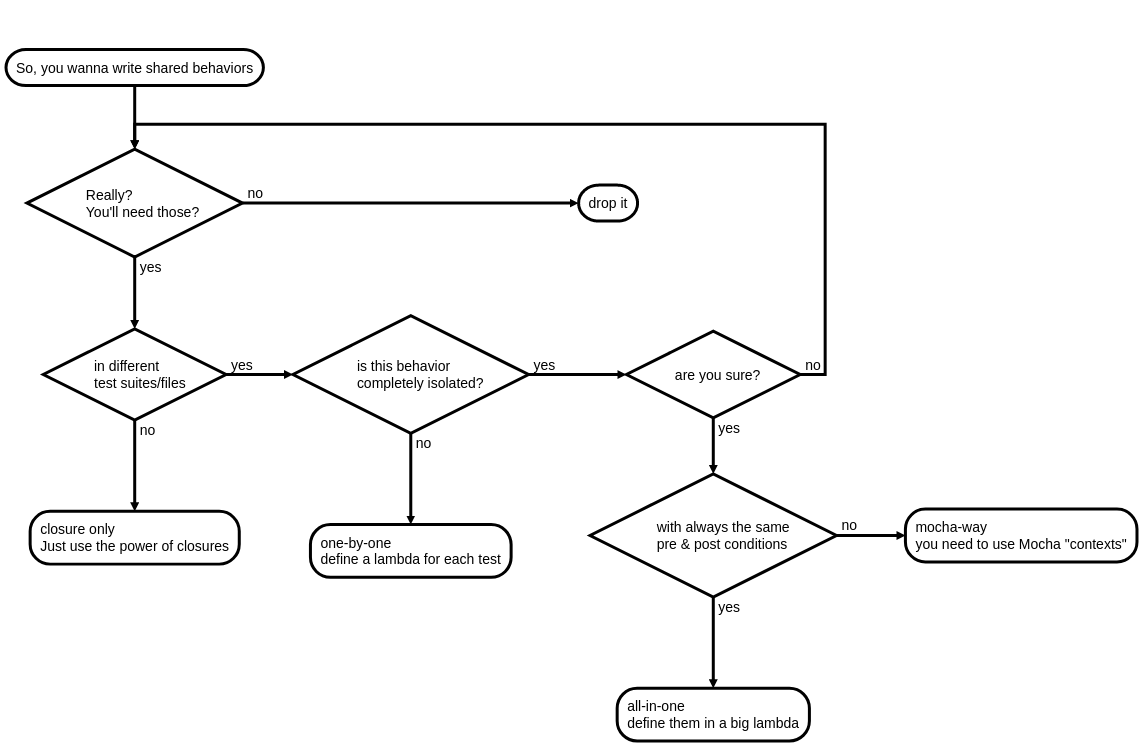 So, you wanna write shared behaviors
Really?
You'll need those?
no
drop it
yes
in different
test suites/files
yes
is this behavior
completely isolated?
yes
are you sure?
no
no
no
yes
closure only
Just use the power of closures
one-by-one
define a lambda for each test
with always the same
pre & post conditions
no
mocha-way
you need to use Mocha "contexts"
yes
all-in-one
define them in a big lambda